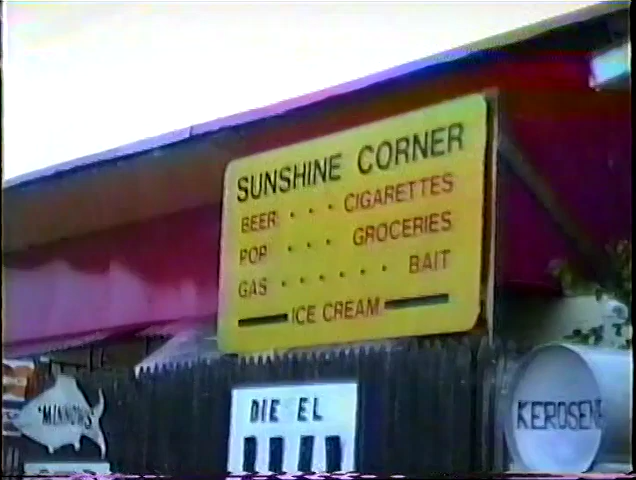 SUNSHINE CORNER
BEER . . . CIGARETTES
POP . . . GROCERIES
GAS . . . . . . BAIT
ICE CREAM
'MINNOWS
DIE EL
KEROSENE